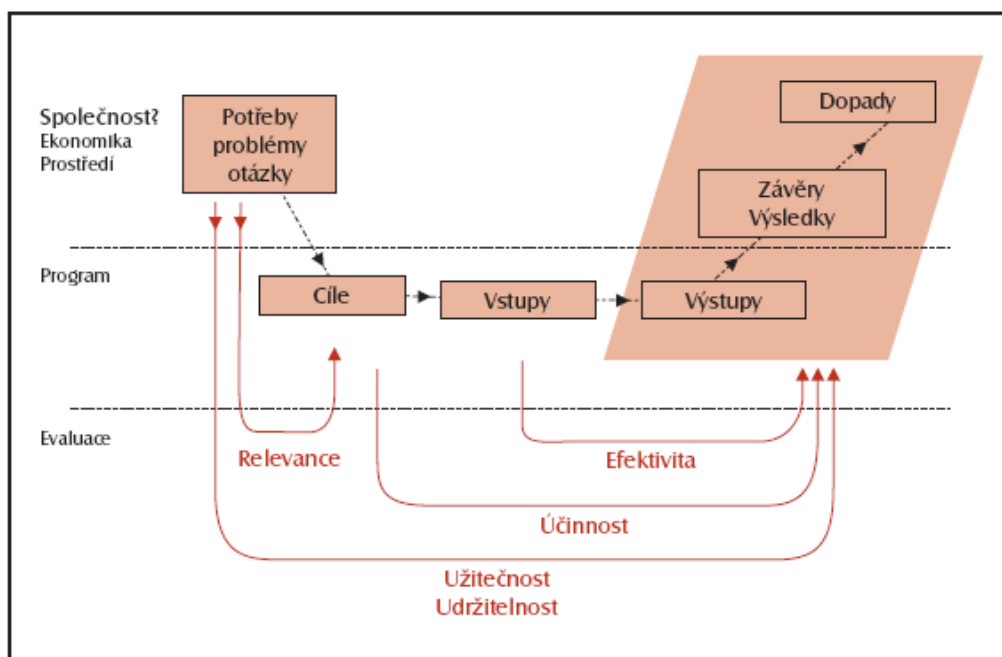 Společnost?
Ekonomika
Prostředí
Potřeby
problémy
otázky
Dopady
Závěry
Výsledky
Program
Cíle
Vstupy
Výstupy
Evaluace
Relevance
Efektivita
Účinnost
Užitečnost
Udržitelnost